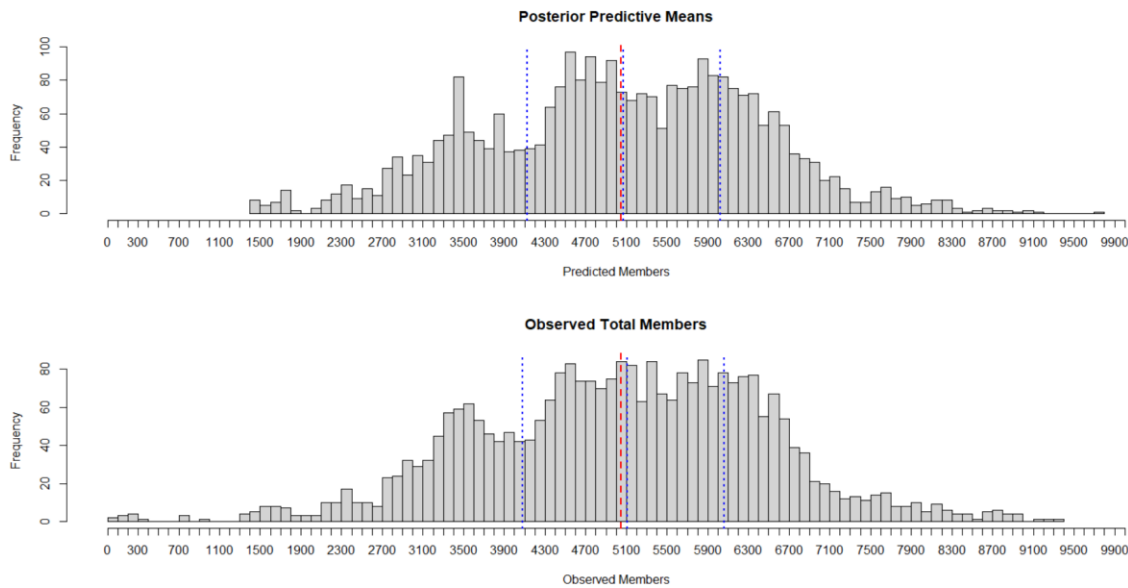 Posterior Predictive Means
Frequency
100
80
60
40
20
0
0 300 700 1100 1500 1900 2300 2700 3100 3500 3900 4300 4700 5100 5500 5900 6300 6700 7100 7500 7900 8300 8700 9100 9500 9900
Predicted Members
Observed Total Members
Frequency
80
60
40
20
0
0 300 700 1100 1500 1900 2300 2700 3100 3500 3900 4300 4700 5100 5500 5900 6300 6700 7100 7500 7900 8300 8700 9100 9500 9900
Observed Members